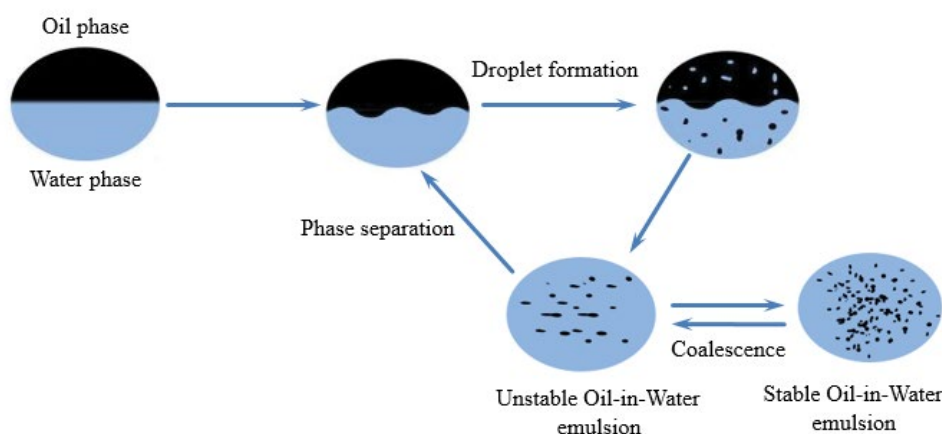 Oil phase
Water phase
Droplet formation
Phase separation
Coalescence
Unstable Oil-in-Water
emulsion
Stable Oil-in-Water
emulsion